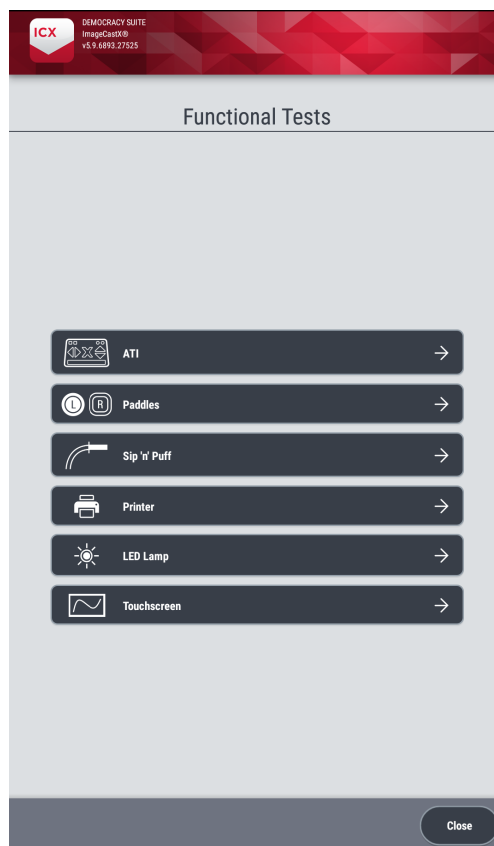 ICX
DEMOCRACY SUITE
ImageCastX®
v5.9.6893.27525
Functional Tests
ATI
L R Paddles
Sip 'n' Puff
Printer
LED Lamp
Touchscreen
Close